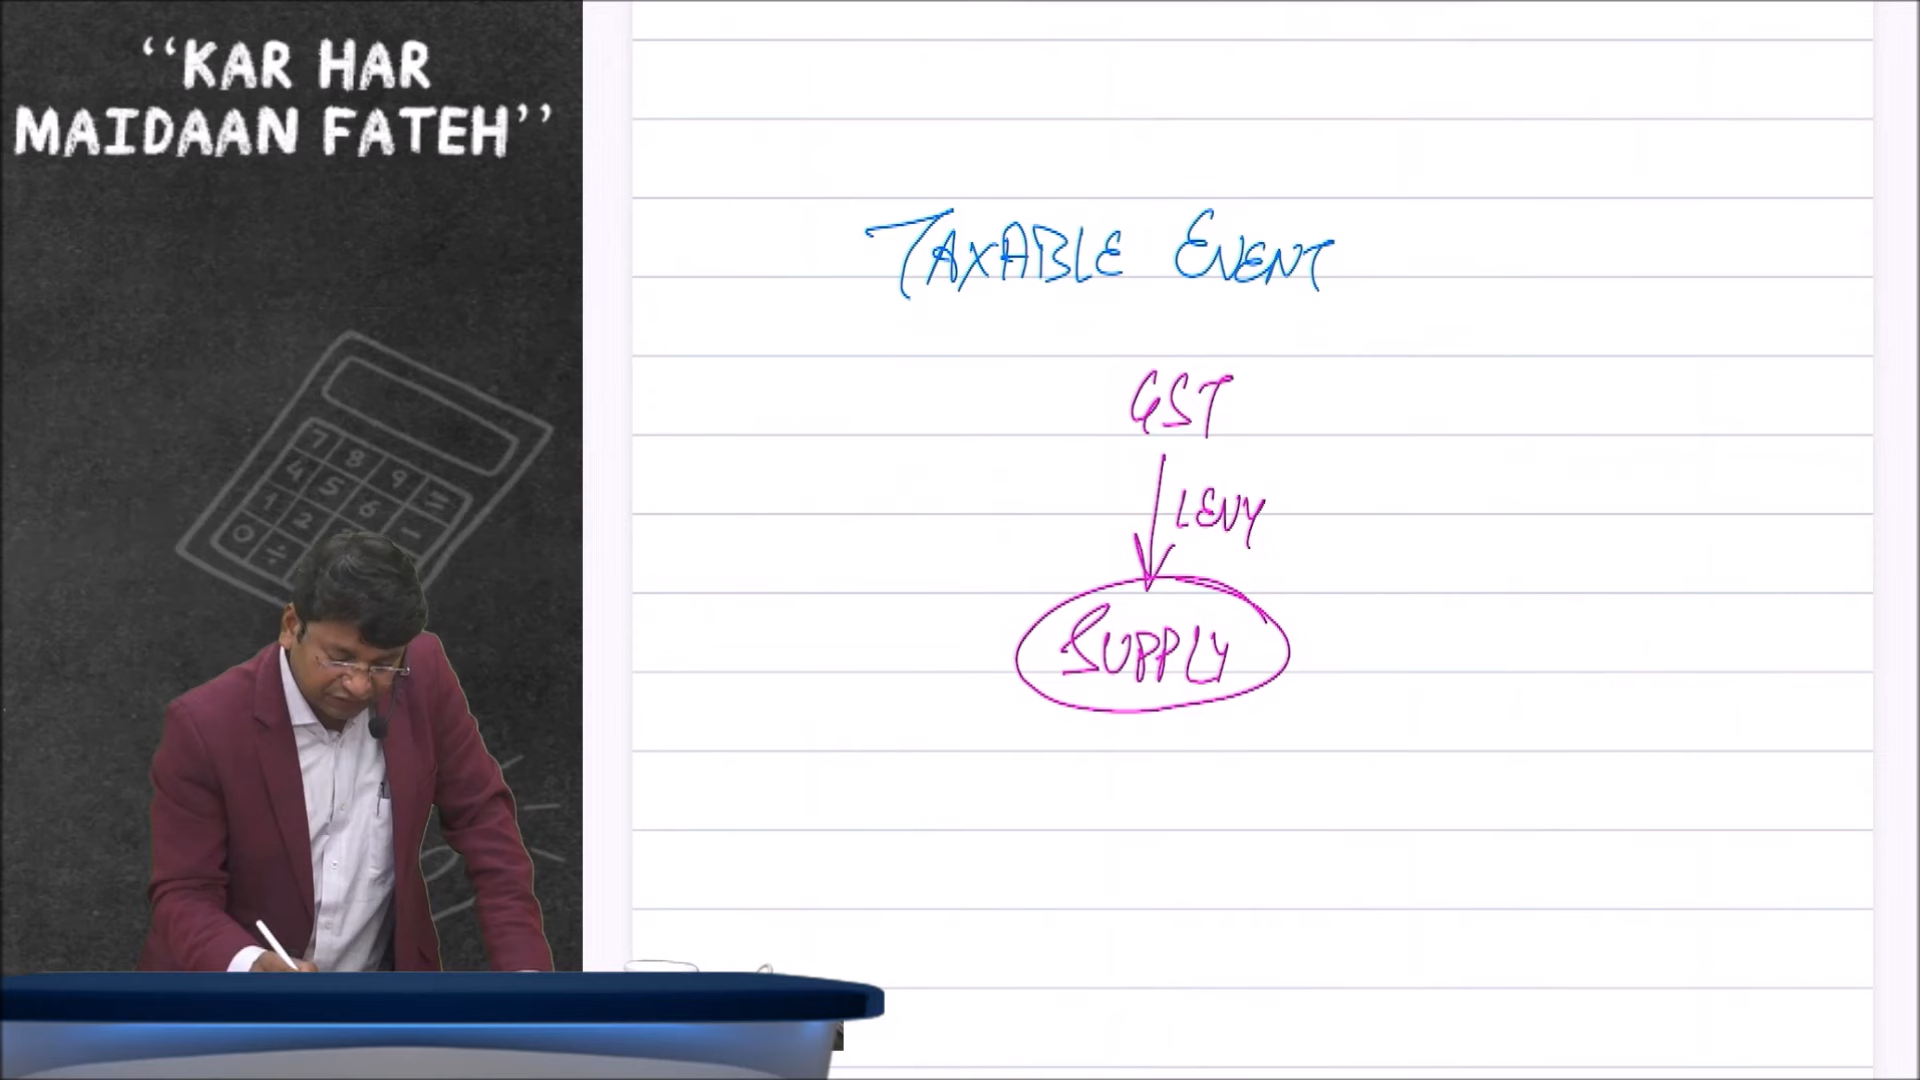 ‘‘KAR HAR
MAIDAAN FATEH’’
7 8 9 =
4 5 6 -
1 2
0 ÷
TAXABLE EVENT
GST
LEVY
SUPPLY